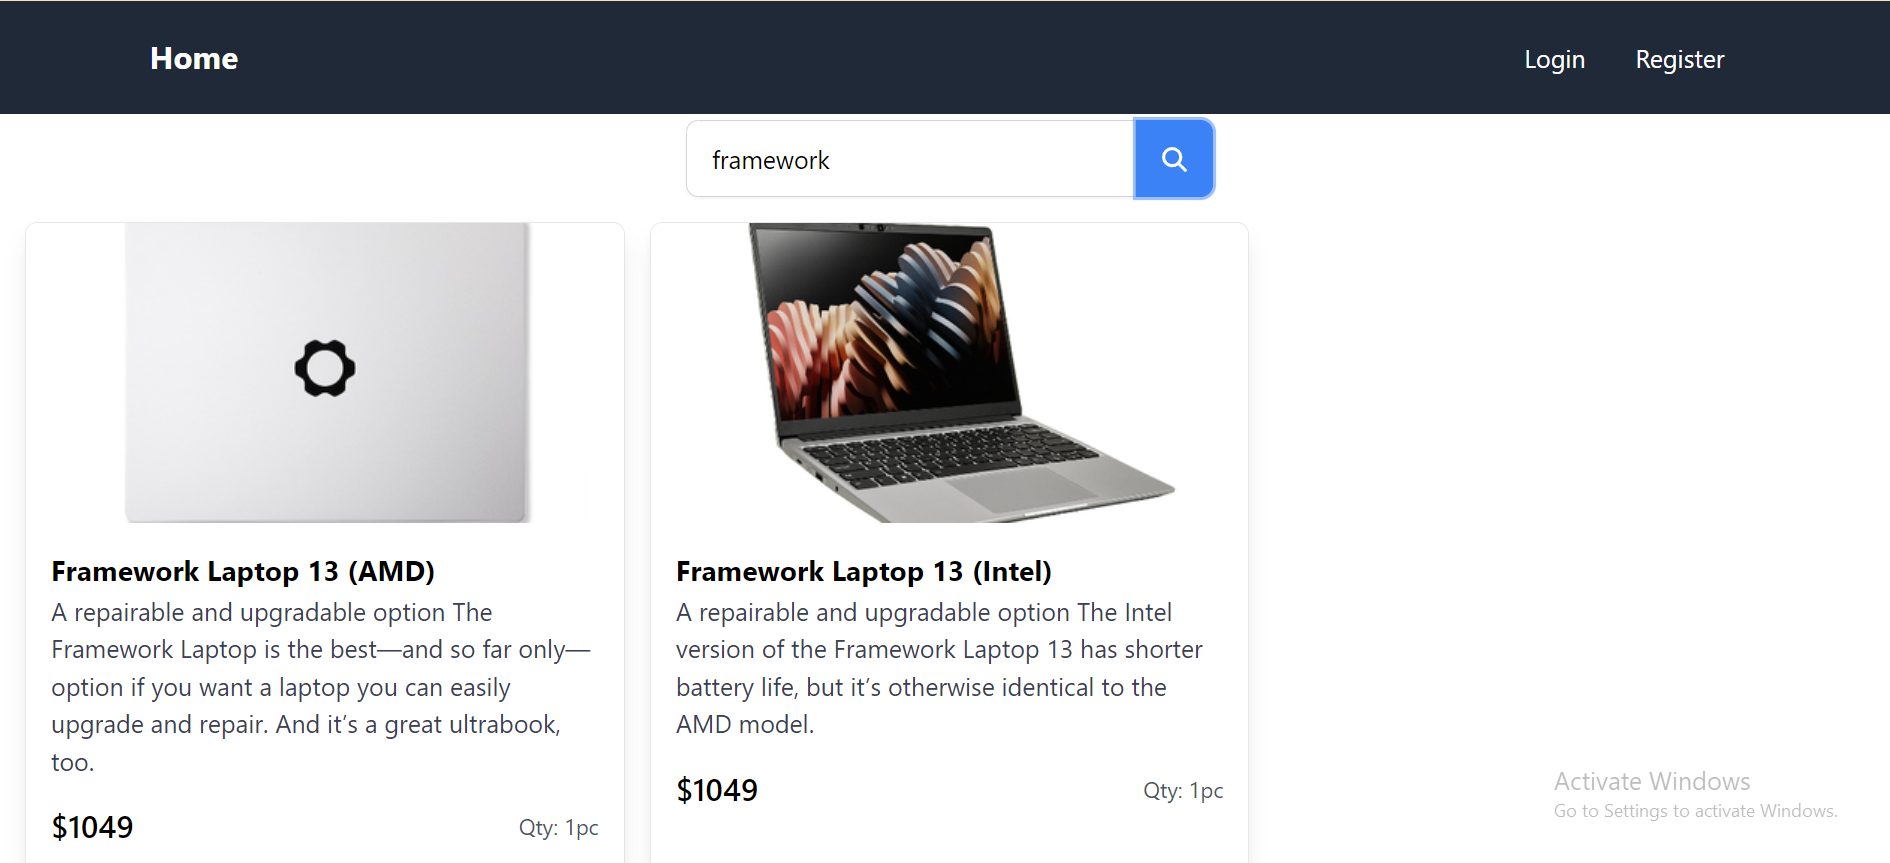 Home
Login
Register
framework
Framework Laptop 13 (AMD)
A repairable and upgradable option The
Framework Laptop is the best—and so far only—
option if you want a laptop you can easily
upgrade and repair. And it’s a great ultrabook,
too.
$1049
Qty: 1pc
Framework Laptop 13 (Intel)
A repairable and upgradable option The Intel
version of the Framework Laptop 13 has shorter
battery life, but it’s otherwise identical to the
AMD model.
$1049
Qty: 1pc
Activate Windows
Go to Settings to activate Windows.